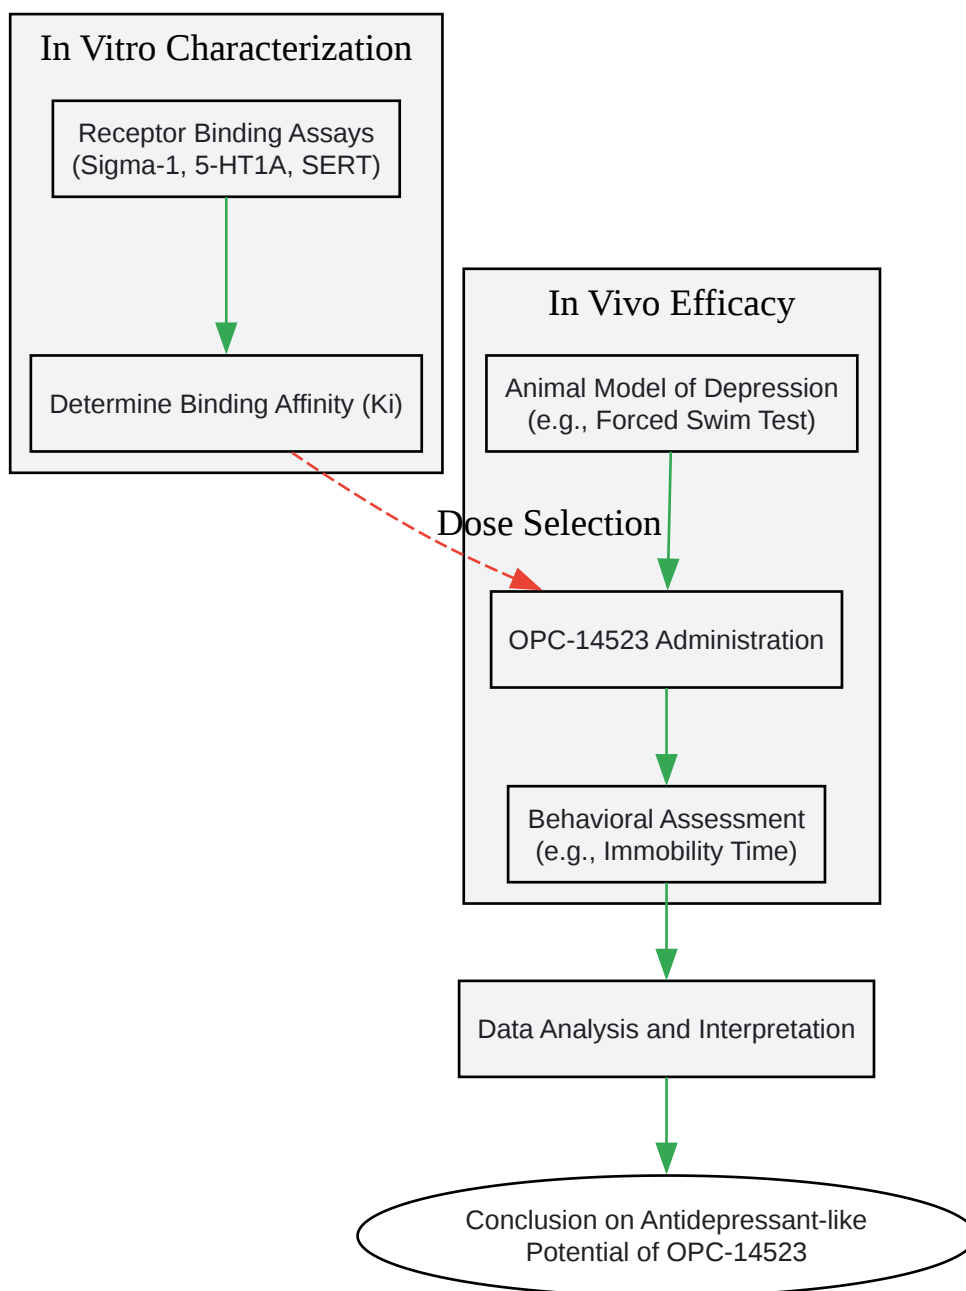 In Vitro Characterization
Receptor Binding Assays
(Sigma-1, 5-HT1A, SERT)
Determine Binding Affinity (Ki)
In Vivo Efficacy
Animal Model of Depression
(e.g., Forced Swim Test)
Dose Selection
OPC-14523 Administration
Behavioral Assessment
(e.g., Immobility Time)
Data Analysis and Interpretation
Conclusion on Antidepressant-like
Potential of OPC-14523